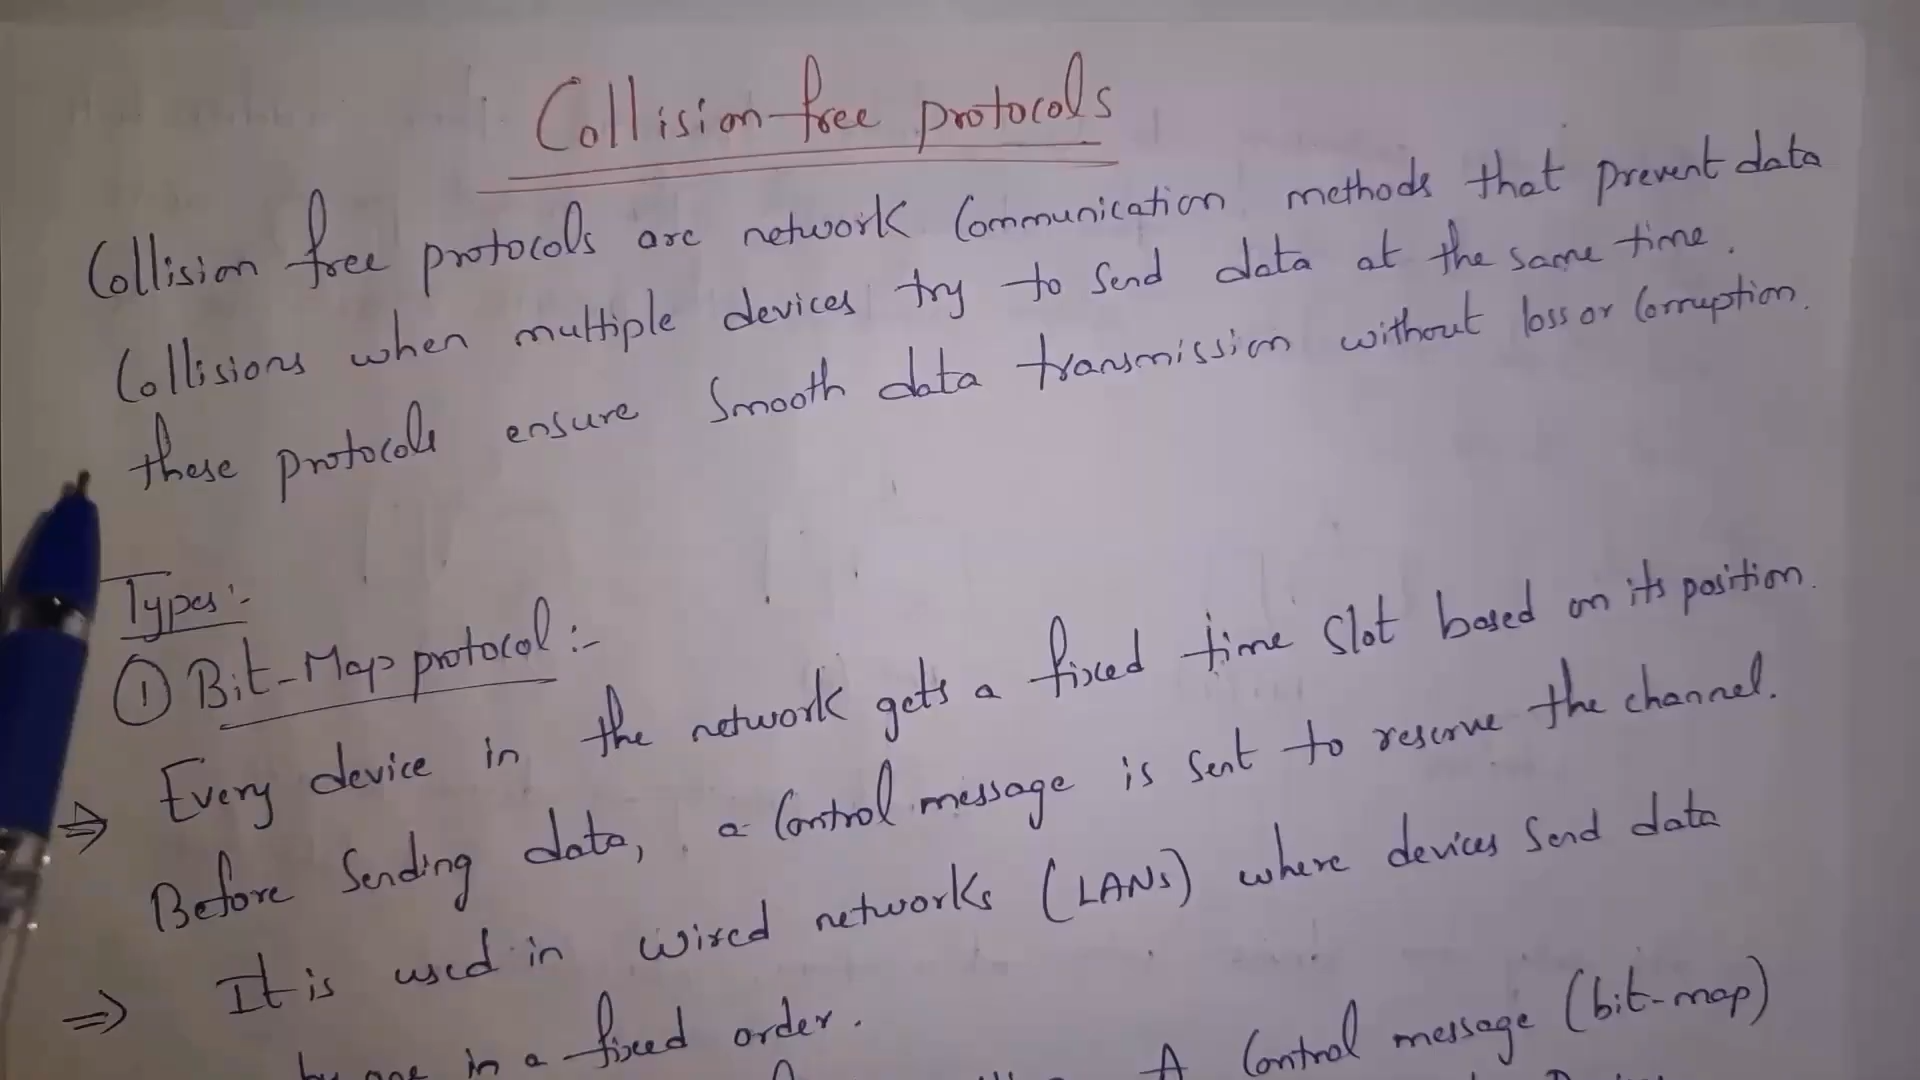 Collision-free protocols
Collision free protocols are network Communication methods that prevent data
Collisions when multiple devices try to Send data at the same time.
these protocols ensure Smooth data transmission without loss or Corruption.
Types:-
① Bit-Map protocol:-
⇒ Every device in the network gets a fixed time Slot based on its position.
Before Sending data, a Control message is sent to reserve the channel.
⇒ It is used in wired networks (LANs) where devices Send data
by one in a fixed order.
A Control message (bit-map)